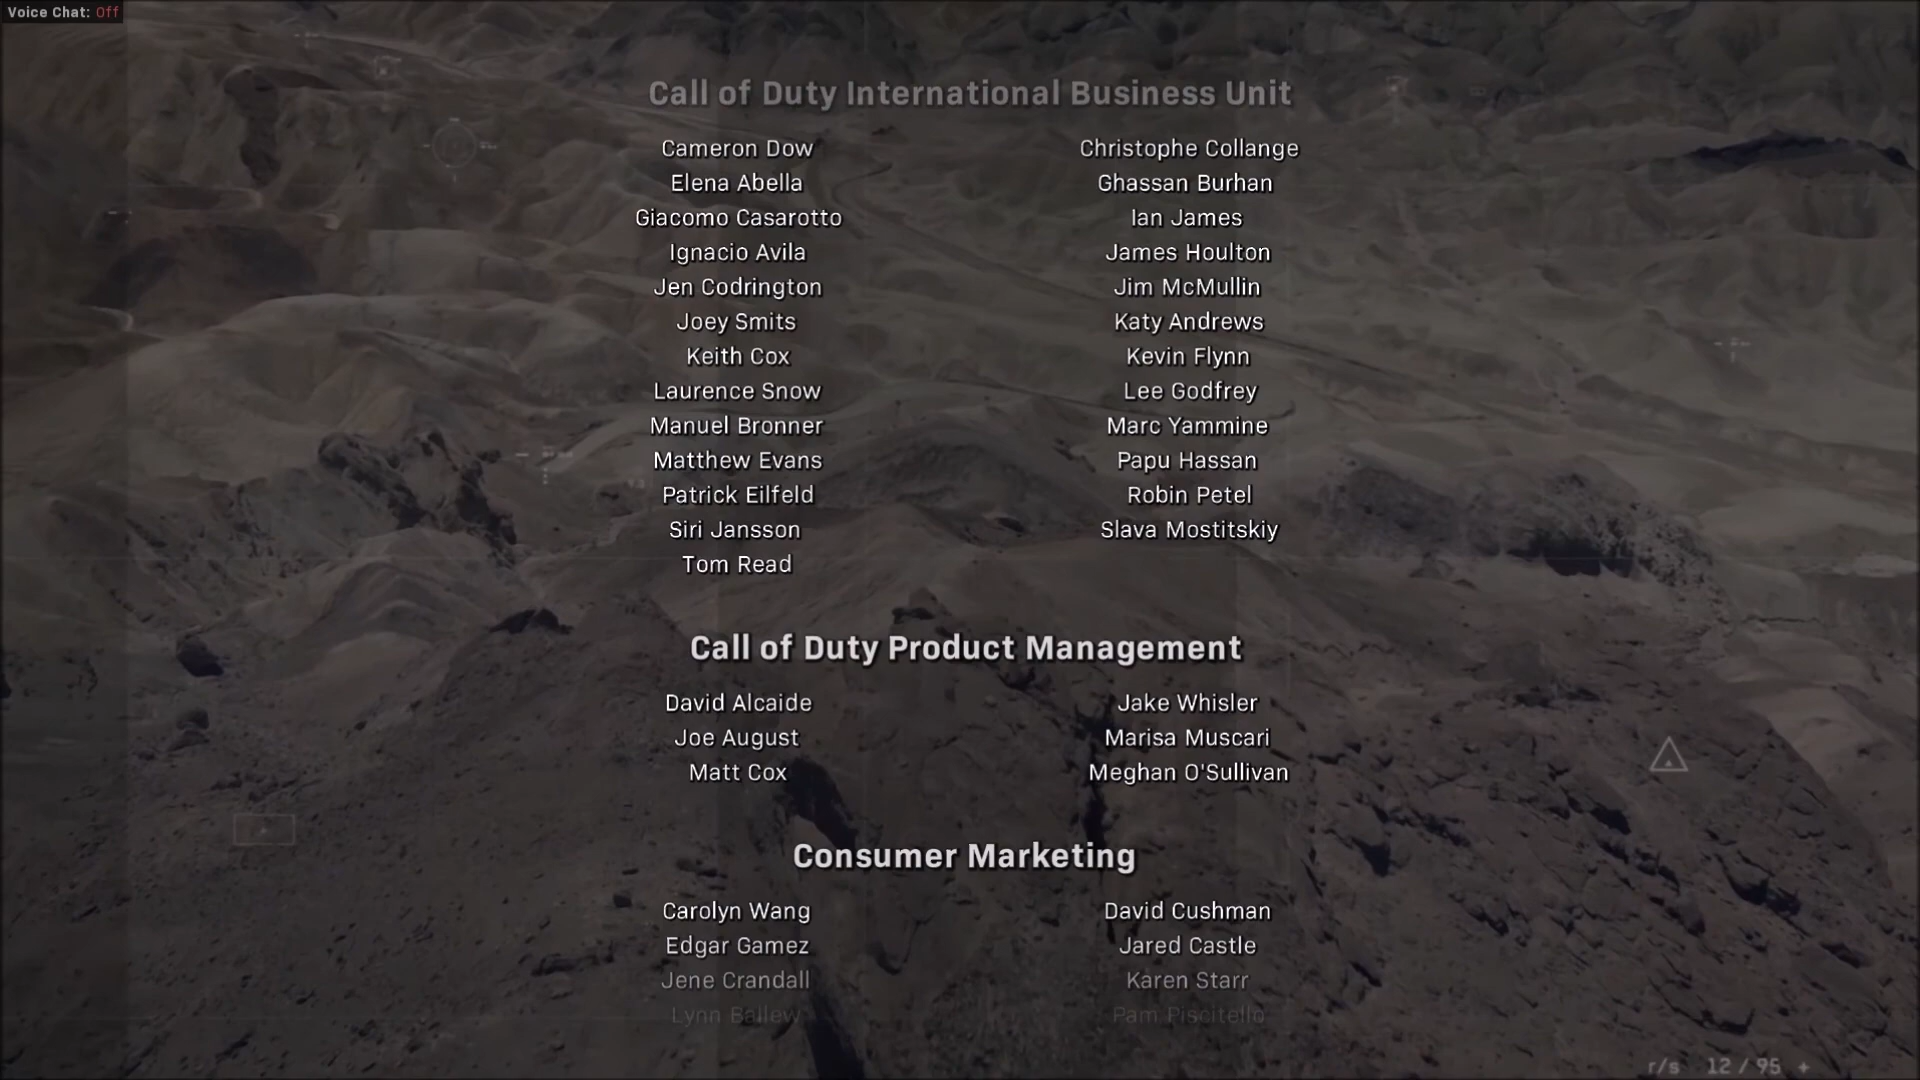 Voice Chat: Off
Call of Duty International Business Unit
Cameron Dow Christophe Collange
Elena Abella Ghassan Burhan
Giacomo Casarotto Ian James
Ignacio Avila James Houlton
Jen Codrington Jim McMullin
Joey Smits Katy Andrews
Keith Cox Kevin Flynn
Laurence Snow Lee Godfrey
Manuel Bronner Marc Yammine
Matthew Evans Papu Hassan
Patrick Eilfeld Robin Petel
Siri Jansson Slava Mostitskiy
Tom Read
Call of Duty Product Management
David Alcaide Jake Whisler
Joe August Marisa Muscari
Matt Cox Meghan O'Sullivan
Consumer Marketing
Carolyn Wang David Cushman
Edgar Gamez Jared Castle
Jene Crandall Karen Starr
Lynn Ballew Pam Piscitello
r/s 12 / 95 +